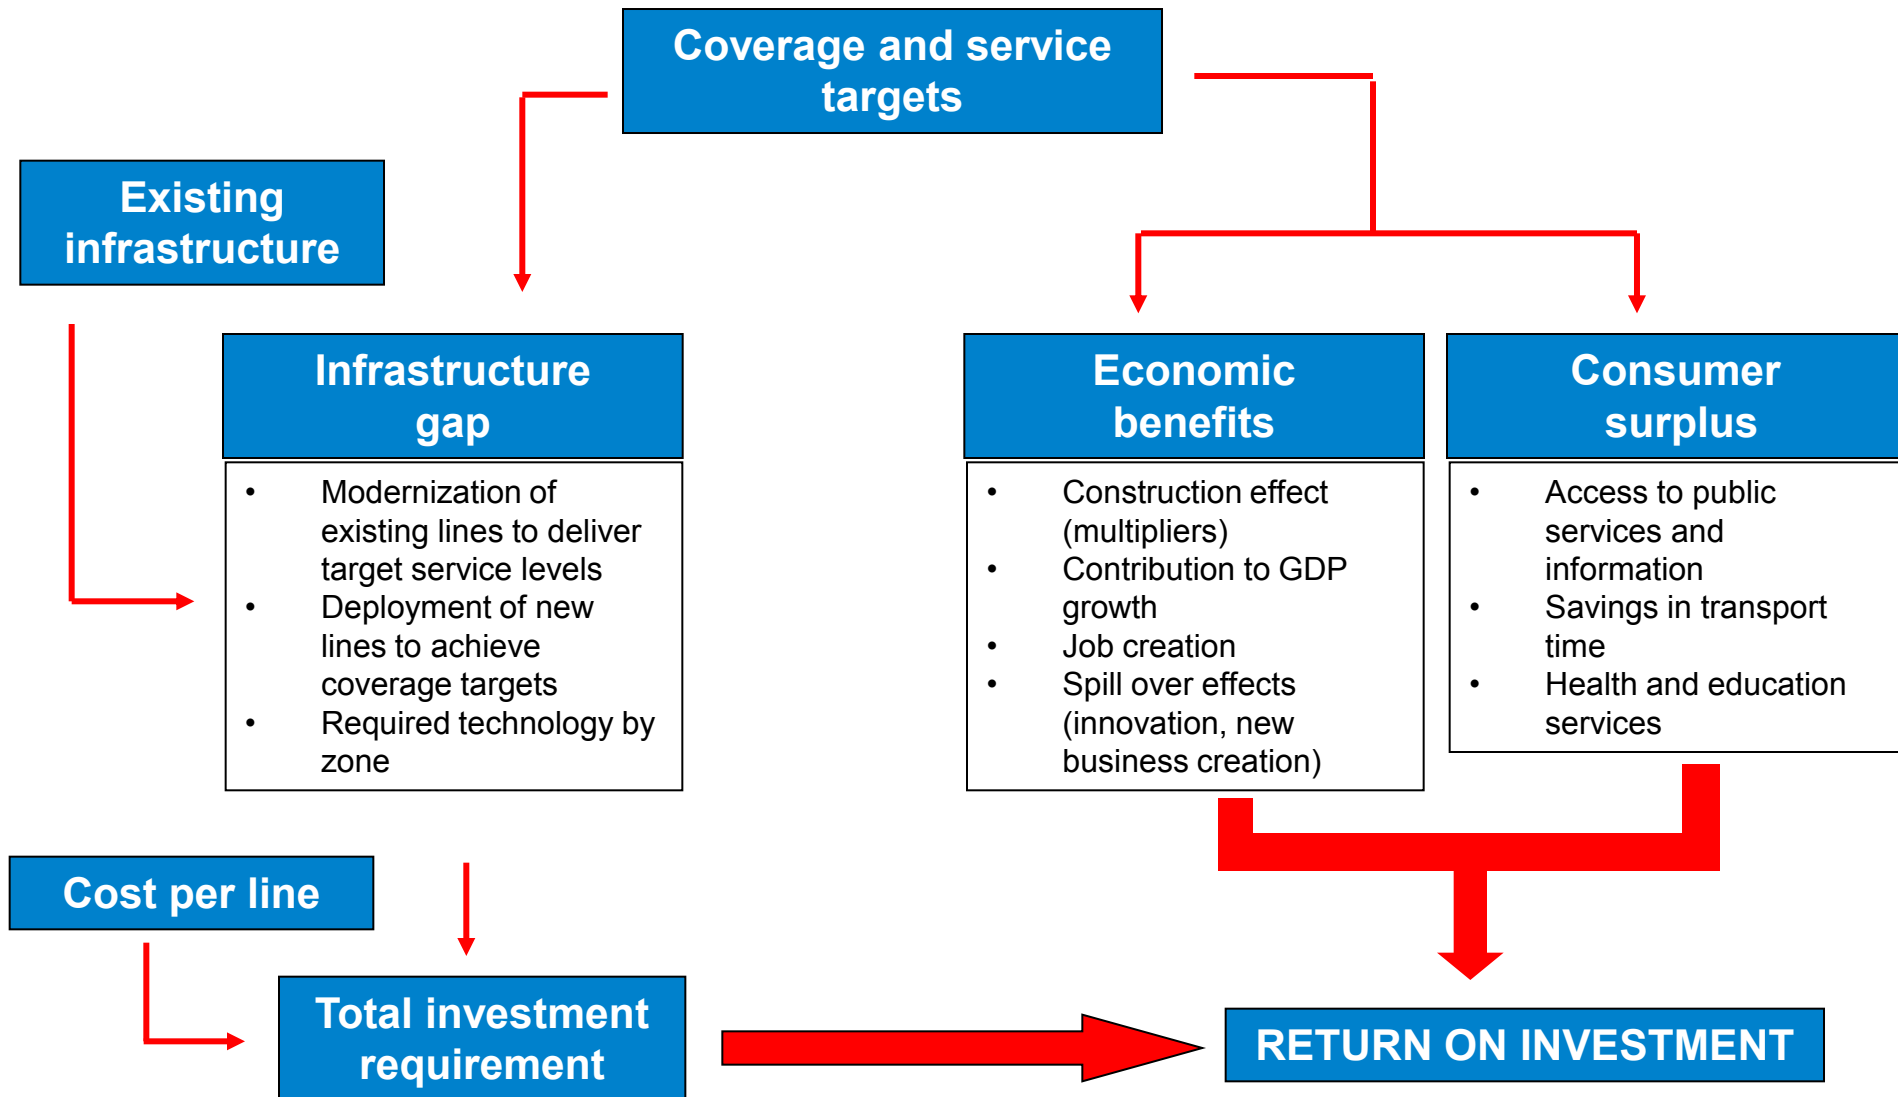 Coverage and service
targets
Existing
infrastructure
Infrastructure
gap
• Modernization of
existing lines to deliver
target service levels
• Deployment of new
lines to achieve
coverage targets
• Required technology by
zone
Economic
benefits
• Construction effect
(multipliers)
• Contribution to GDP
growth
• Job creation
• Spill over effects
(innovation, new
business creation)
Consumer
surplus
• Access to public
services and
information
• Savings in transport
time
• Health and education
services
Cost per line
Total investment
requirement
RETURN ON INVESTMENT